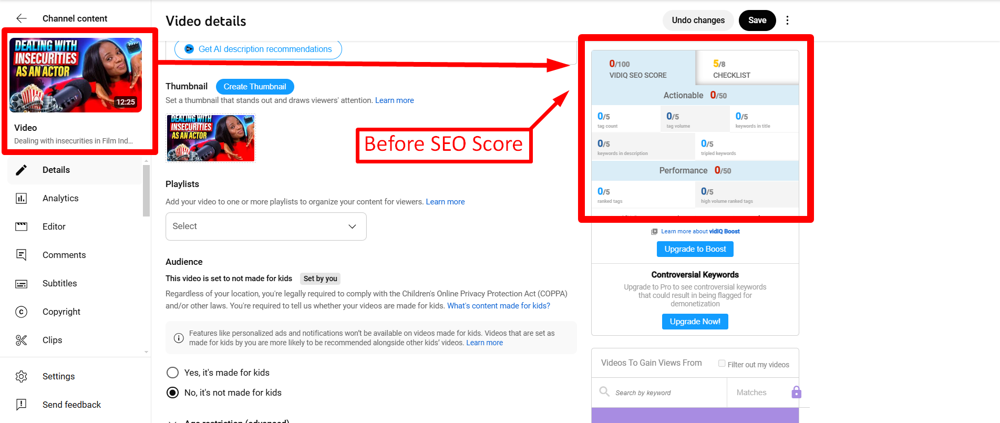 Channel content
DEALING WITH
INSECURITIES
AS AN ACTOR
12:25
Video
Dealing with insecurities in Film Ind...
Details
Analytics
Editor
Comments
Subtitles
Copyright
Clips
Settings
Send feedback
Video details
Undo changes
Save
Get AI description recommendations
Thumbnail
Create Thumbnail
Set a thumbnail that stands out and draws viewers' attention. Learn more
DEALING WITH
INSECURITIES
AS AN ACTOR
Before SEO Score
Playlists
Add your video to one or more playlists to organize your content for viewers. Learn more
Select
Audience
This video is set to not made for kids Set by you
Regardless of your location, you're legally required to comply with the Children's Online Privacy Protection Act (COPPA)
and/or other laws. You're required to tell us whether your videos are made for kids. What's content made for kids?
Features like personalized ads and notifications won't be available on videos made for kids. Videos that are set as
made for kids by you are more likely to be recommended alongside other kids' videos. Learn more
Yes, it's made for kids
No, it's not made for kids
Age restriction (advanced)
0/100
VIDIQ SEO SCORE
5/8
CHECKLIST
Actionable 0/50
0/5
tag count
0/5
tag volume
0/5
keywords in title
0/5
keywords in description
0/5
tripled keywords
Performance 0/50
0/5
ranked tags
0/5
high volume ranked tags
Learn more about vidIQ Boost
Upgrade to Boost
Controversial Keywords
Upgrade to Pro to see controversial keywords
that could result in being flagged for
demonetization
Upgrade Now!
Videos To Gain Views From
Filter out my videos
Search by keyword
Matches